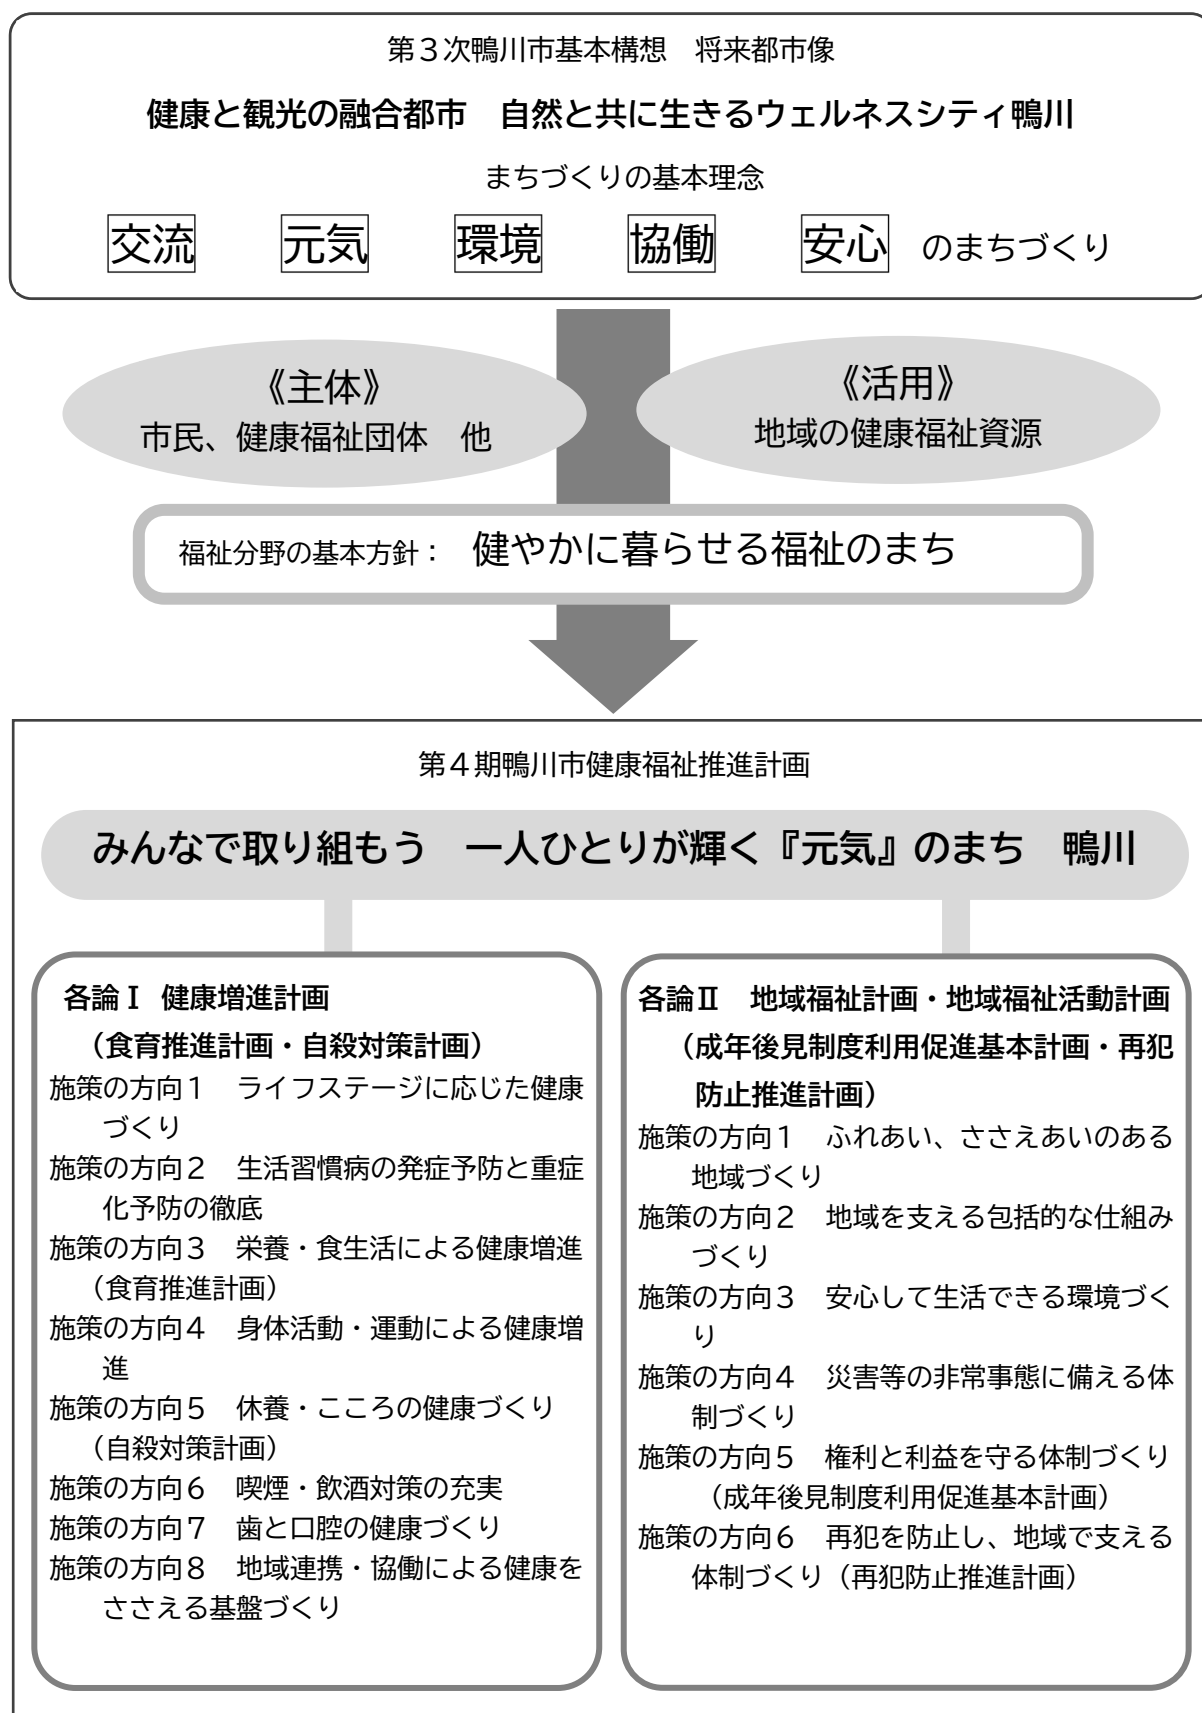 第３次鴨川市基本構想　将来都市像
健康と観光の融合都市　自然と共に生きるウェルネスシティ鴨川
まちづくりの基本理念
交流　元気　環境　協働　安心　のまちづくり
《主体》
市民、健康福祉団体　他
《活用》
地域の健康福祉資源
福祉分野の基本方針：　健やかに暮らせる福祉のまち
第４期鴨川市健康福祉推進計画
みんなで取り組もう　一人ひとりが輝く『元気』のまち　鴨川
各論Ⅰ 健康増進計画
（食育推進計画・自殺対策計画）
施策の方向１　ライフステージに応じた健康
づくり
施策の方向２　生活習慣病の発症予防と重症
化予防の徹底
施策の方向３　栄養・食生活による健康増進
（食育推進計画）
施策の方向４　身体活動・運動による健康増
進
施策の方向５　休養・こころの健康づくり
（自殺対策計画）
施策の方向６　喫煙・飲酒対策の充実
施策の方向７　歯と口腔の健康づくり
施策の方向８　地域連携・協働による健康を
ささえる基盤づくり
各論Ⅱ　地域福祉計画・地域福祉活動計画
（成年後見制度利用促進基本計画・再犯
防止推進計画）
施策の方向１　ふれあい、ささえあいのある
地域づくり
施策の方向２　地域を支える包括的な仕組み
づくり
施策の方向３　安心して生活できる環境づく
り
施策の方向４　災害等の非常事態に備える体
制づくり
施策の方向５　権利と利益を守る体制づくり
（成年後見制度利用促進基本計画）
施策の方向６　再犯を防止し、地域で支える
体制づくり（再犯防止推進計画）